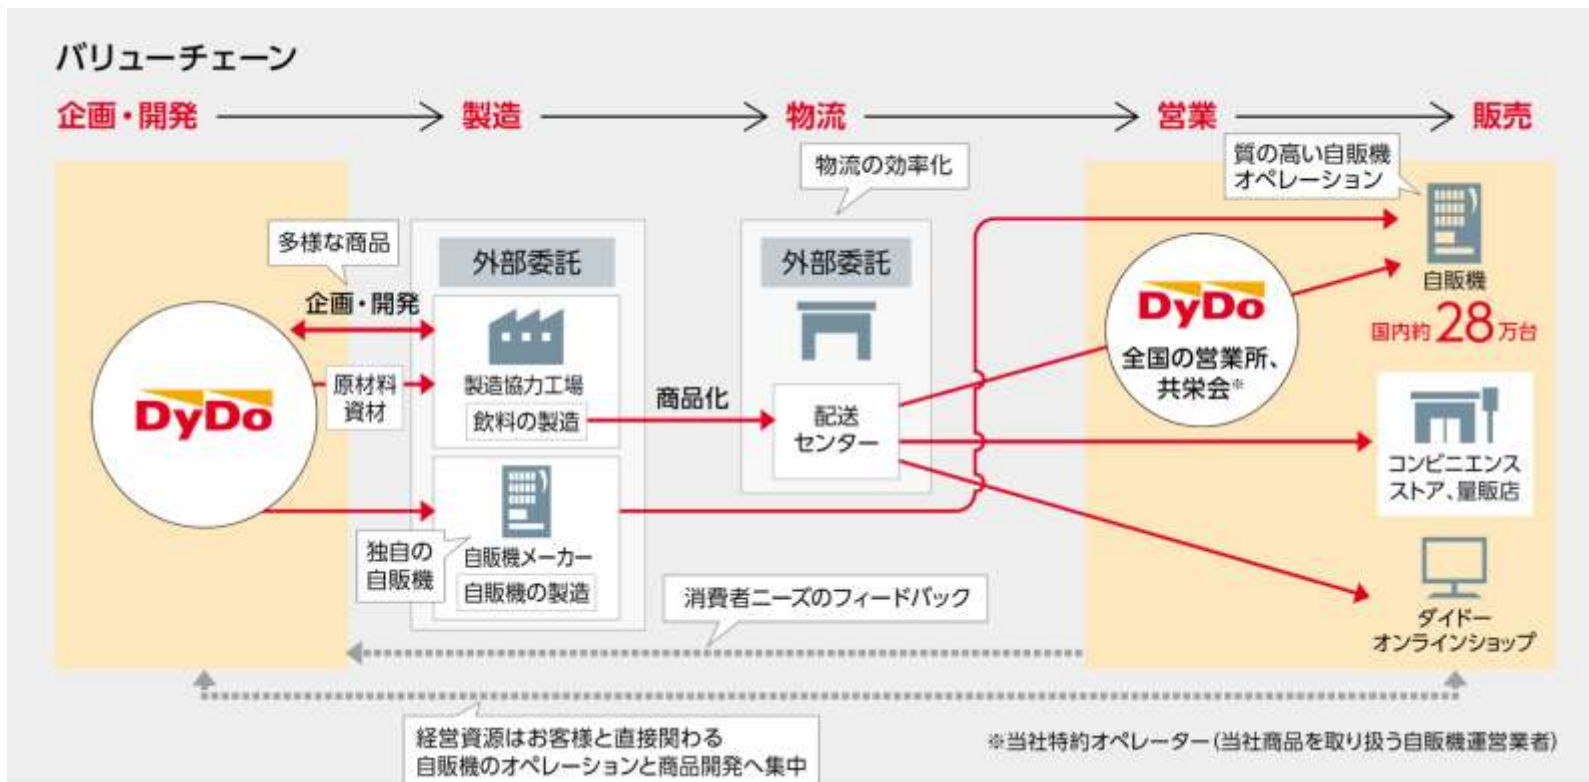 バリューチェーン
企画・開発
製造
物流
営業
販売
物流の効率化
質の高い自販機
オペレーション
多様な商品
企画・開発
DyDo
原材料
資材
外部委託
製造協力工場
飲料の製造
商品化
独自の
自販機
自販機メーカー
自販機の製造
外部委託
配送
センター
DyDo
全国の営業所、
共栄会※
自販機
国内約28万台
コンビニエンス
ストア、量販店
ダイドー
オンラインショップ
消費者ニーズのフィードバック
経営資源はお客様と直接関わる
自販機のオペレーションと商品開発へ集中
※当社特約オペレーター(当社商品を取り扱う自販機運営業者)